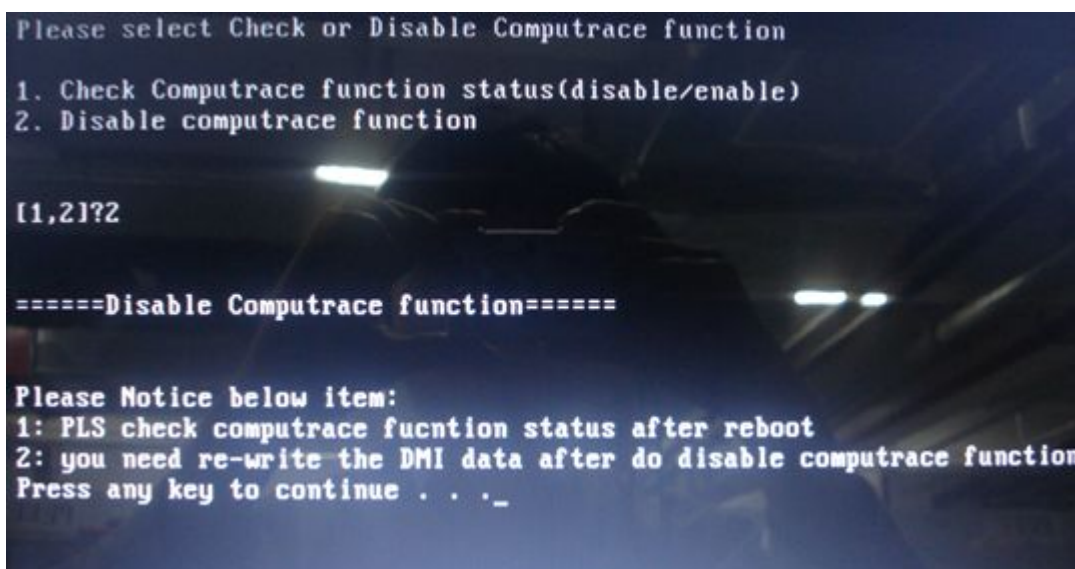 Please select Check or Disable Computrace function
1. Check Computrace function status(disable/enable)
2. Disable computrace function
[1,2]?2
======Disable Computrace function======
Please Notice below item:
1: PLS check computrace fucntion status after reboot
2: you need re-write the DMI data after do disable computrace function
Press any key to continue . . ._